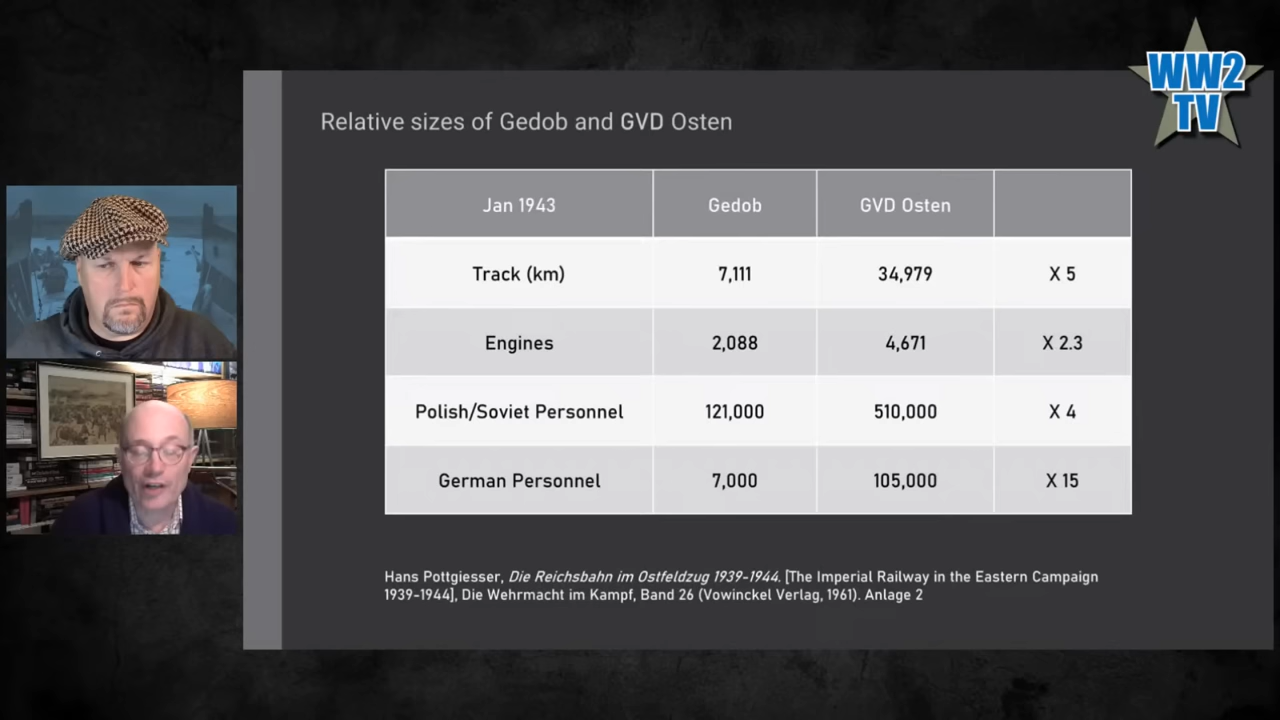 WW2
TV
Relative sizes of Gedob and GVD Osten
Jan 1943 Gedob GVD Osten
Track (km) 7,111 34,979 X 5
Engines 2,088 4,671 X 2.3
Polish/Soviet Personnel 121,000 510,000 X 4
German Personnel 7,000 105,000 X 15
Hans Pottgiesser, Die Reichsbahn im Ostfeldzug 1939-1944. [The Imperial Railway in the Eastern Campaign
1939-1944], Die Wehrmacht im Kampf, Band 26 (Vowinckel Verlag, 1961). Anlage 2